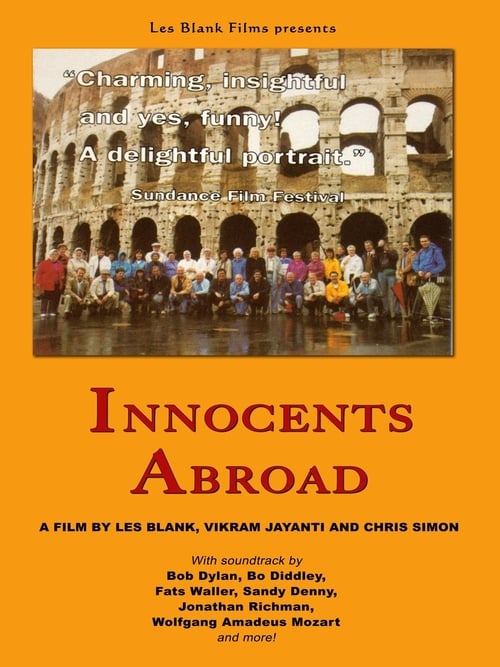 Les Blank Films presents
“Charming, insightful
and yes, funny!
A delightful portrait.”
Sundance Film Festival
INNOCENTS
ABROAD
A FILM BY LES BLANK, VIKRAM JAYANTI AND CHRIS SIMON
With soundtrack by
Bob Dylan, Bo Diddley,
Fats Waller, Sandy Denny,
Jonathan Richman,
Wolfgang Amadeus Mozart
and more!